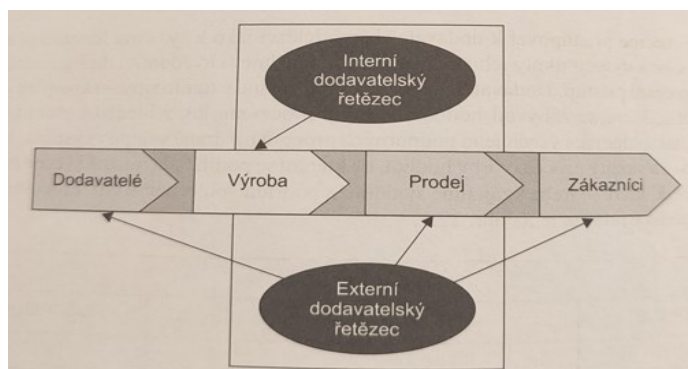 Interní
dodavatelský
řetězec
Dodavatelé
Výroba
Prodej
Zákazníci
Externí
dodavatelský
řetězec